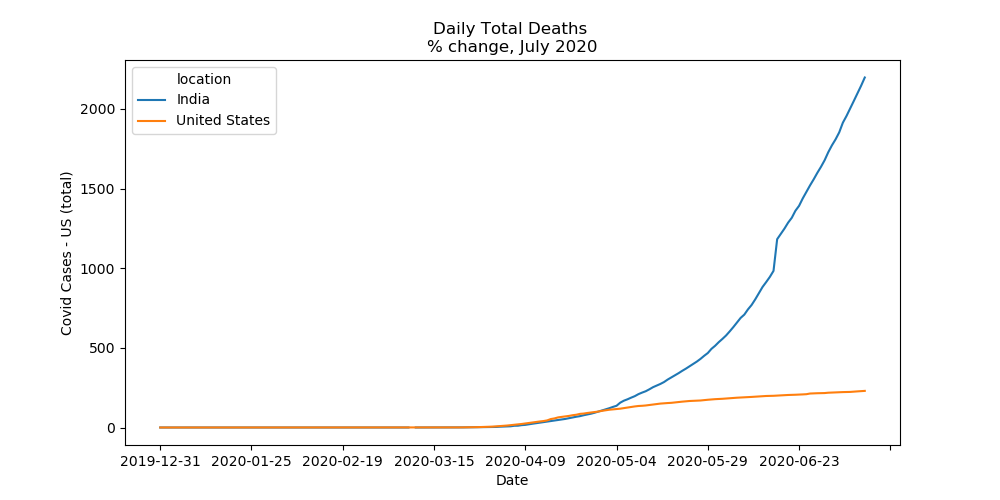 Daily Total Deaths
% change, July 2020
location
India
United States
2000
1500
1000
500
0
Covid Cases - US (total)
2019-12-31 2020-01-25 2020-02-19 2020-03-15 2020-04-09 2020-05-04 2020-05-29 2020-06-23
Date